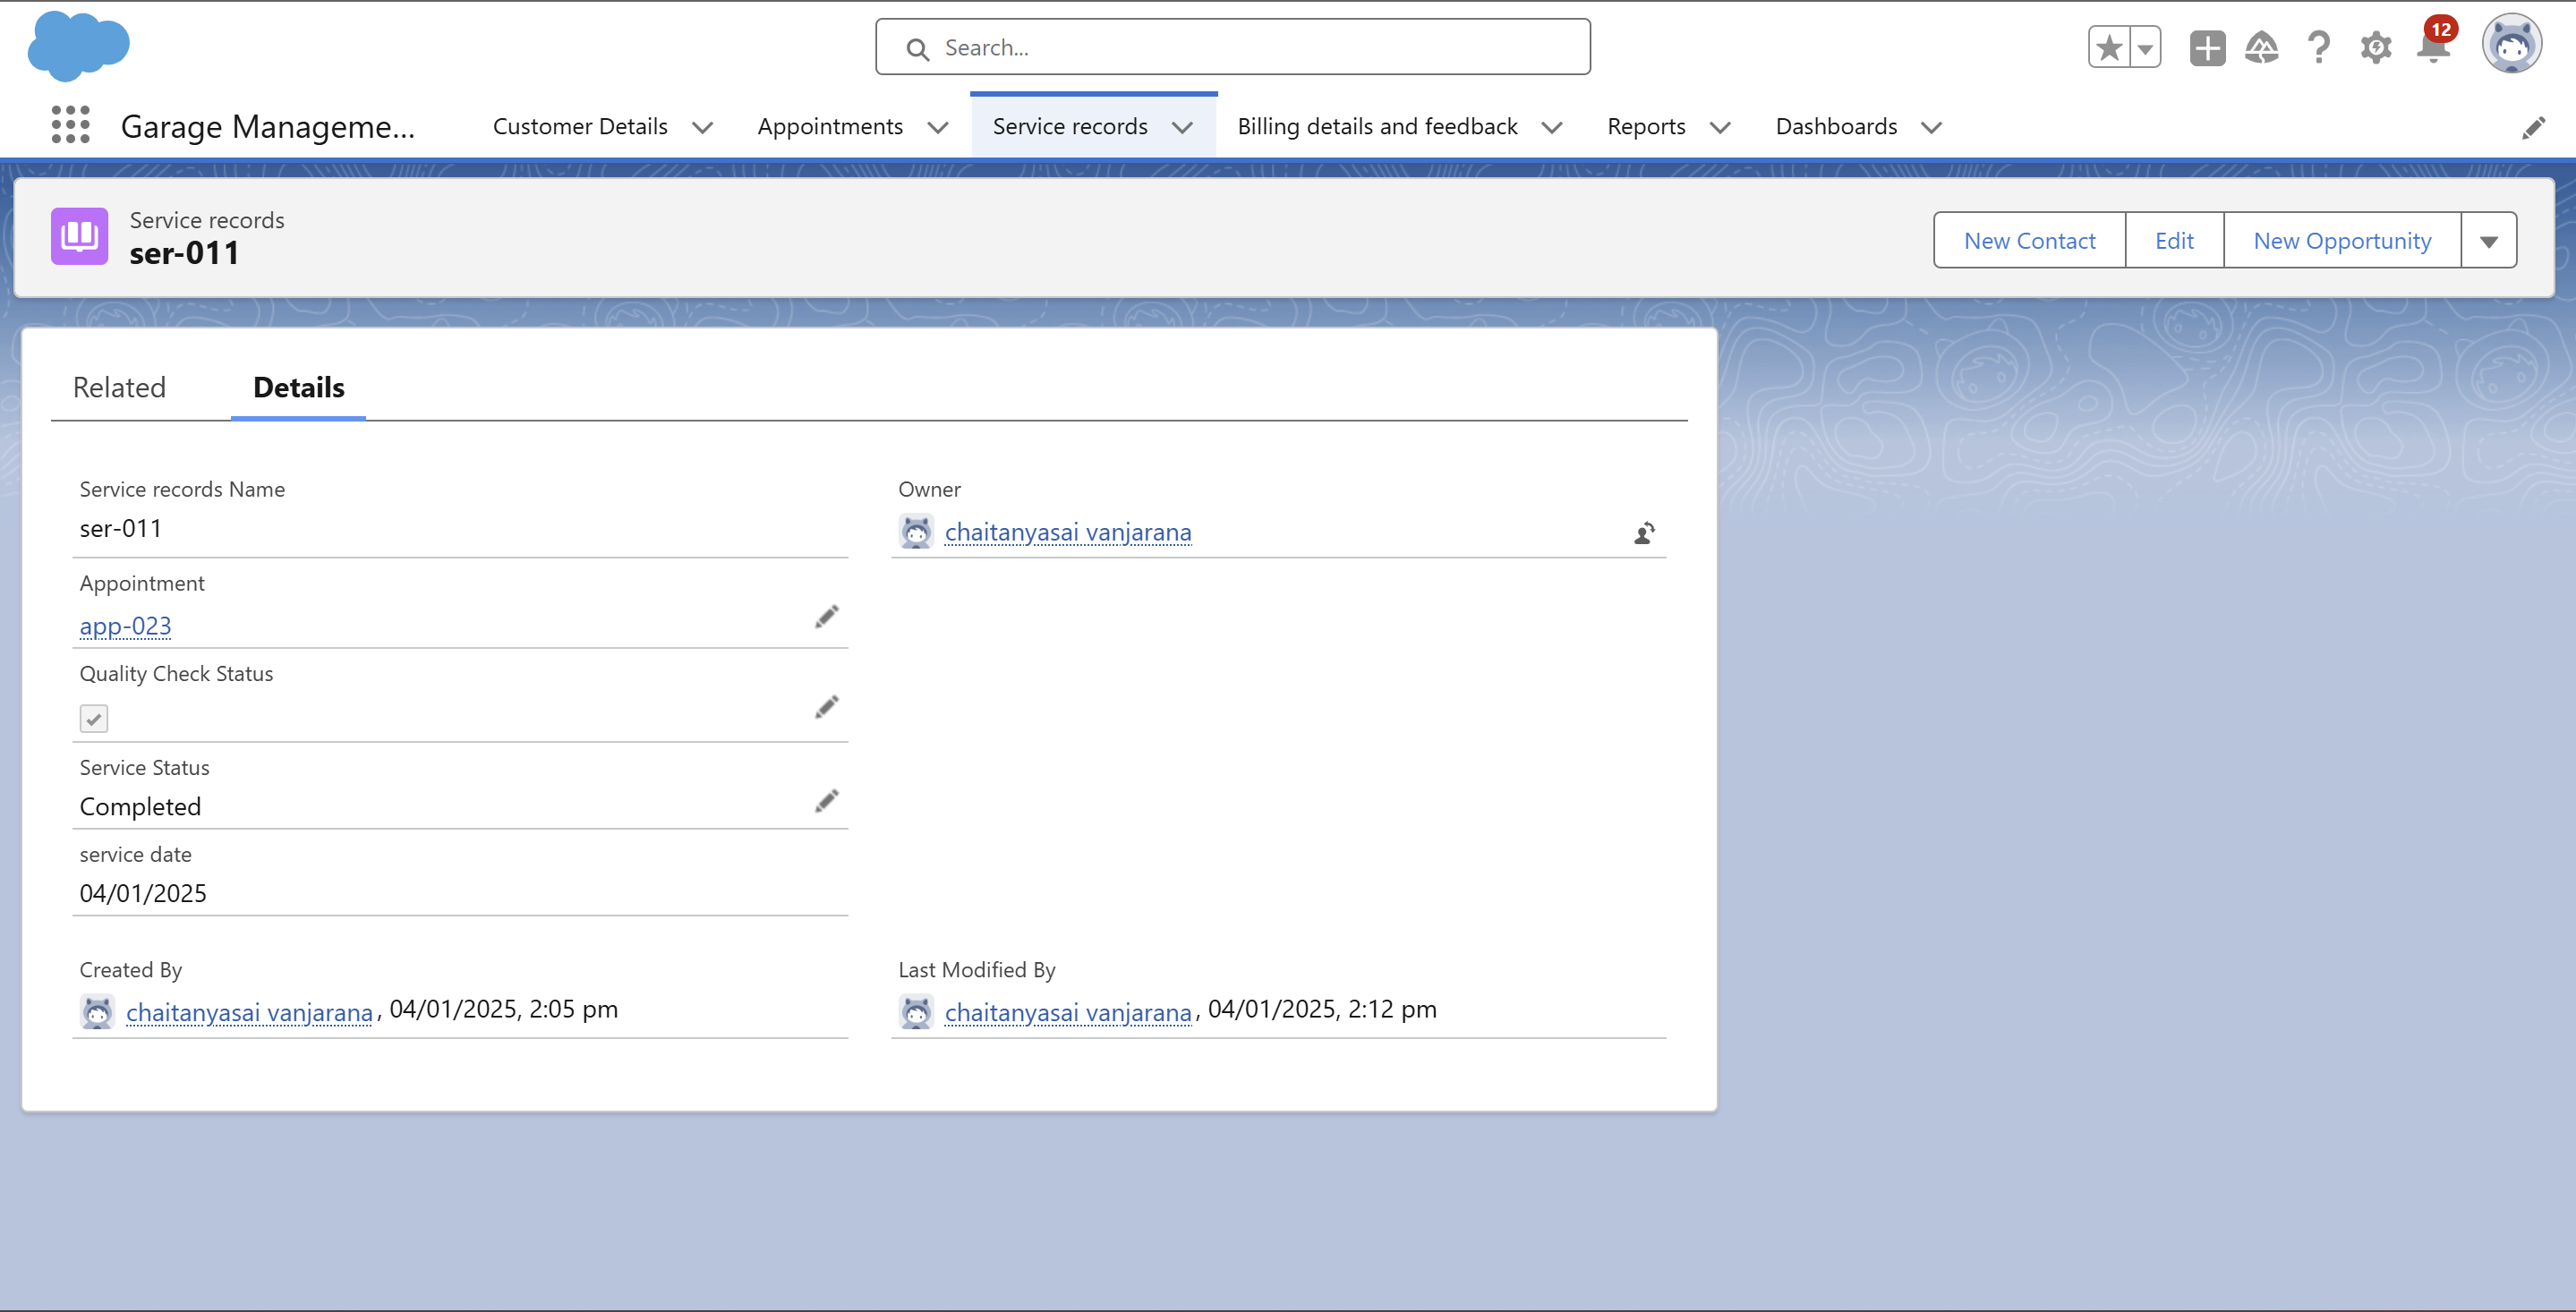 Search...
12
Garage Manageme...
Customer Details
Appointments
Service records
Billing details and feedback
Reports
Dashboards
Service records
ser-011
New Contact
Edit
New Opportunity
Related
Details
Service records Name
ser-011
Owner
chaitanyasai vanjarana
Appointment
app-023
Quality Check Status
Service Status
Completed
service date
04/01/2025
Created By
chaitanyasai vanjarana, 04/01/2025, 2:05 pm
Last Modified By
chaitanyasai vanjarana, 04/01/2025, 2:12 pm